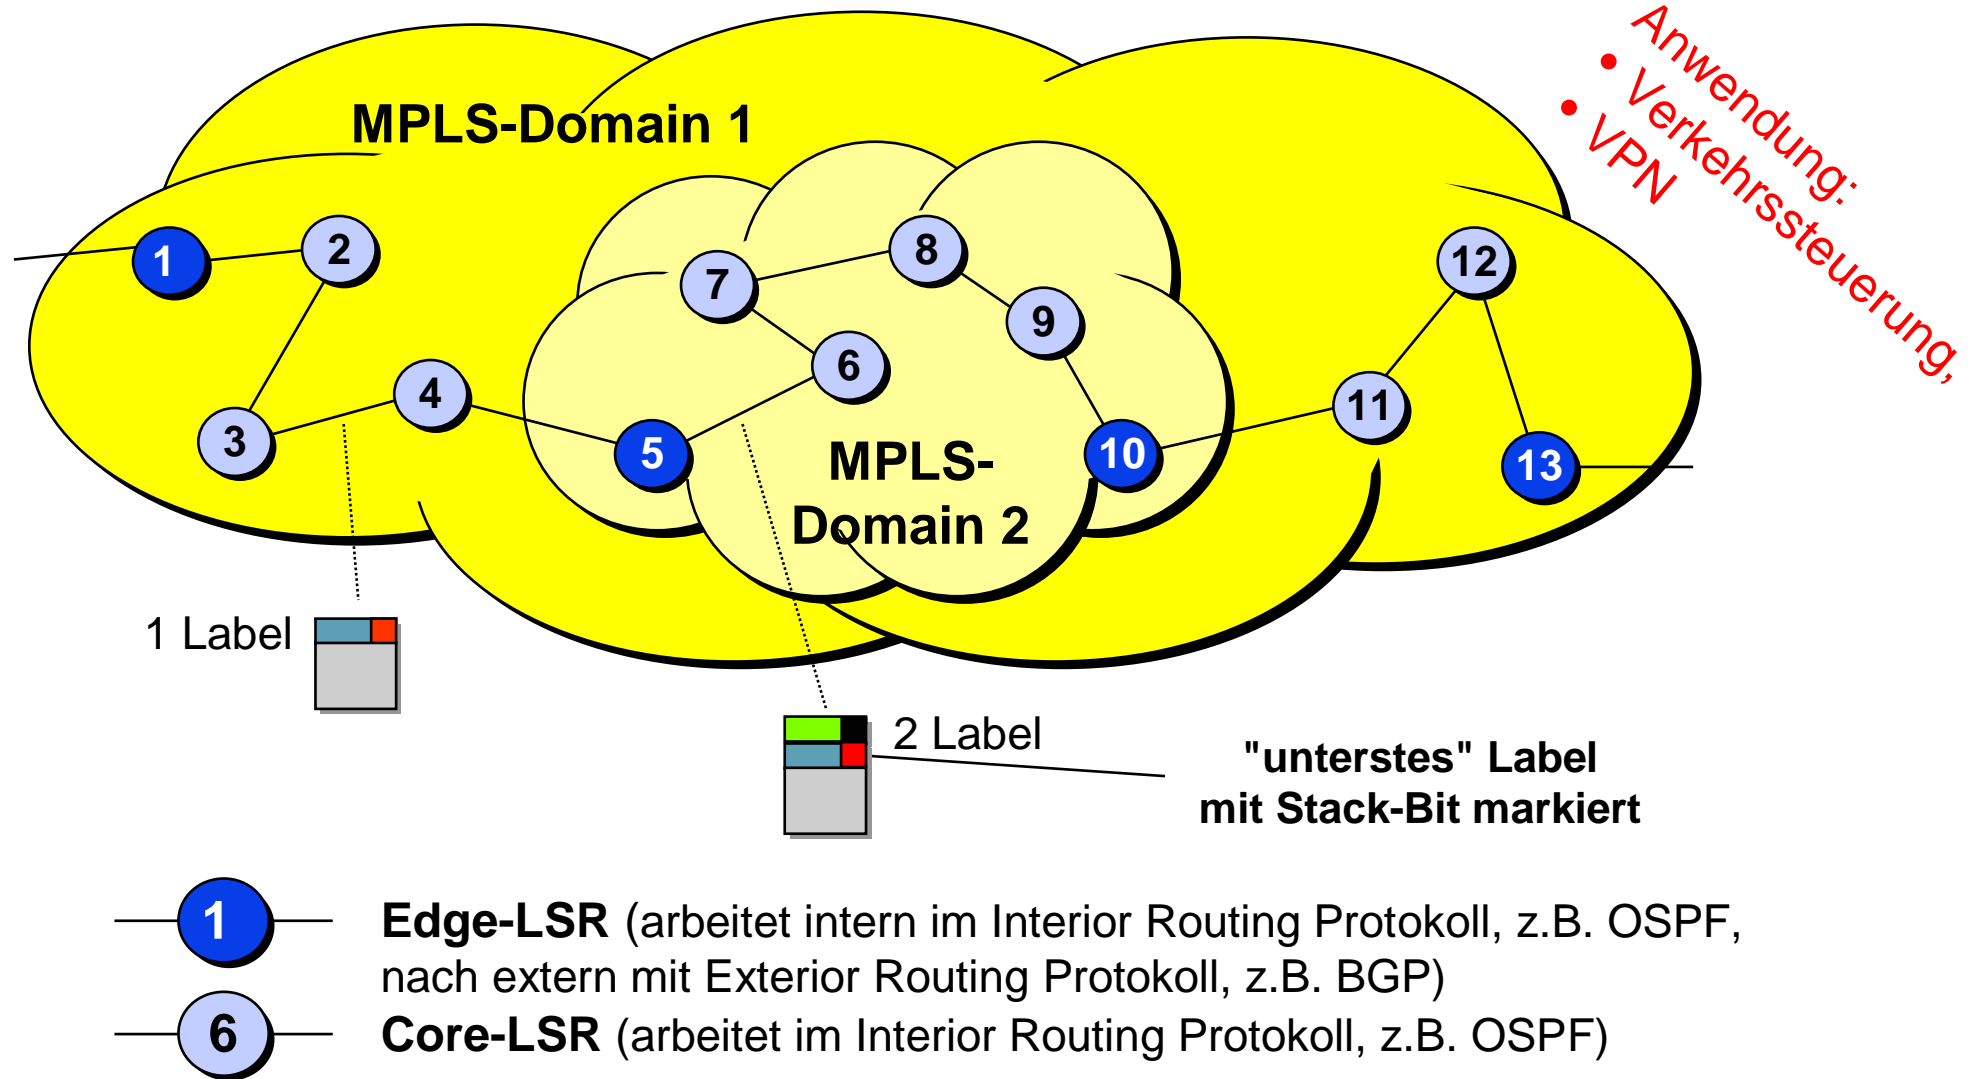 Anwendung:
• Verkehrssteuerung,
• VPN
MPLS-Domain 1
1
2
3
4
5
6
7
8
9
10
11
12
13
MPLS-
Domain 2
1 Label
2 Label
"unterstes" Label
mit Stack-Bit markiert
1
Edge-LSR (arbeitet intern im Interior Routing Protokoll, z.B. OSPF,
nach extern mit Exterior Routing Protokoll, z.B. BGP)
6
Core-LSR (arbeitet im Interior Routing Protokoll, z.B. OSPF)